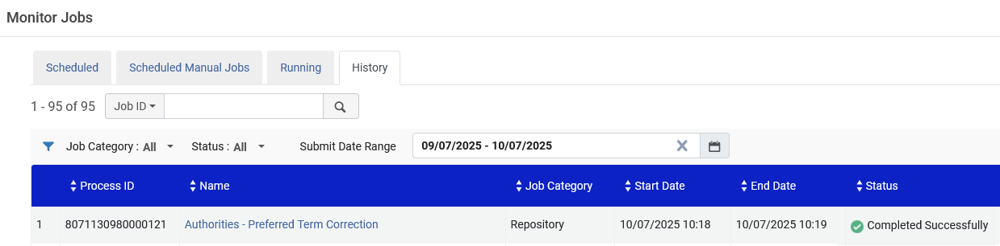 Monitor Jobs
Scheduled Scheduled Manual Jobs Running History
1 - 95 of 95 Job ID
Job Category : All Status : All Submit Date Range 09/07/2025 - 10/07/2025
Process ID Name Job Category Start Date End Date Status
1 8071130980000121 Authorities - Preferred Term Correction Repository 10/07/2025 10:18 10/07/2025 10:19 Completed Successfully